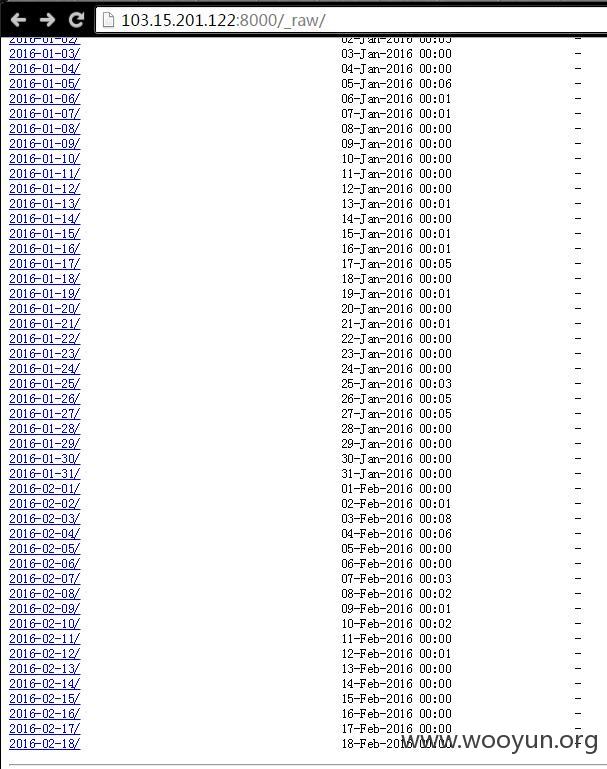 103.15.201.122:8000/_raw/
2016-01-02/ 02-Jan-2016 00:05 -
2016-01-03/ 03-Jan-2016 00:00 -
2016-01-04/ 04-Jan-2016 00:00 -
2016-01-05/ 05-Jan-2016 00:06 -
2016-01-06/ 06-Jan-2016 00:01 -
2016-01-07/ 07-Jan-2016 00:01 -
2016-01-08/ 08-Jan-2016 00:00 -
2016-01-09/ 09-Jan-2016 00:00 -
2016-01-10/ 10-Jan-2016 00:00 -
2016-01-11/ 11-Jan-2016 00:00 -
2016-01-12/ 12-Jan-2016 00:00 -
2016-01-13/ 13-Jan-2016 00:01 -
2016-01-14/ 14-Jan-2016 00:00 -
2016-01-15/ 15-Jan-2016 00:01 -
2016-01-16/ 16-Jan-2016 00:01 -
2016-01-17/ 17-Jan-2016 00:05 -
2016-01-18/ 18-Jan-2016 00:00 -
2016-01-19/ 19-Jan-2016 00:01 -
2016-01-20/ 20-Jan-2016 00:00 -
2016-01-21/ 21-Jan-2016 00:01 -
2016-01-22/ 22-Jan-2016 00:00 -
2016-01-23/ 23-Jan-2016 00:00 -
2016-01-24/ 24-Jan-2016 00:00 -
2016-01-25/ 25-Jan-2016 00:03 -
2016-01-26/ 26-Jan-2016 00:05 -
2016-01-27/ 27-Jan-2016 00:05 -
2016-01-28/ 28-Jan-2016 00:00 -
2016-01-29/ 29-Jan-2016 00:00 -
2016-01-30/ 30-Jan-2016 00:00 -
2016-01-31/ 31-Jan-2016 00:00 -
2016-02-01/ 01-Feb-2016 00:00 -
2016-02-02/ 02-Feb-2016 00:01 -
2016-02-03/ 03-Feb-2016 00:08 -
2016-02-04/ 04-Feb-2016 00:06 -
2016-02-05/ 05-Feb-2016 00:00 -
2016-02-06/ 06-Feb-2016 00:00 -
2016-02-07/ 07-Feb-2016 00:03 -
2016-02-08/ 08-Feb-2016 00:02 -
2016-02-09/ 09-Feb-2016 00:01 -
2016-02-10/ 10-Feb-2016 00:02 -
2016-02-11/ 11-Feb-2016 00:00 -
2016-02-12/ 12-Feb-2016 00:01 -
2016-02-13/ 13-Feb-2016 00:00 -
2016-02-14/ 14-Feb-2016 00:00 -
2016-02-15/ 15-Feb-2016 00:00 -
2016-02-16/ 16-Feb-2016 00:00 -
2016-02-17/ 17-Feb-2016 00:00 -
2016-02-18/ 18-Feb-2016 00:00 -
www.wooyun.org